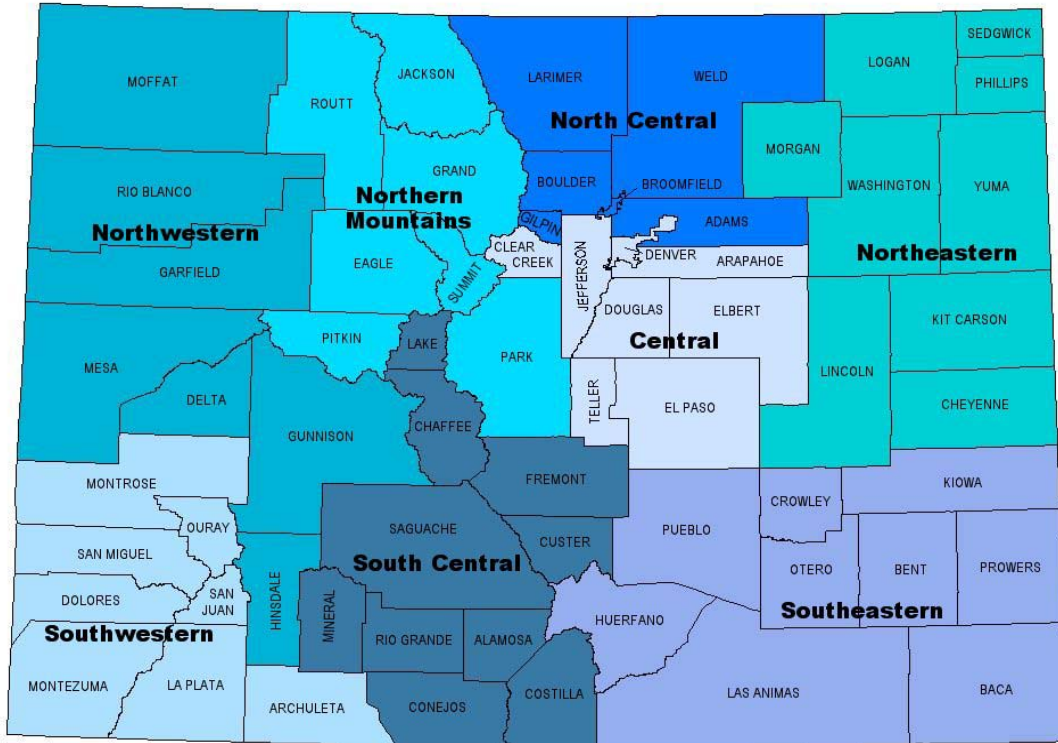 MOFFAT
ROUTT
JACKSON
LARIMER
WELD
LOGAN
SEDGWICK
PHILLIPS
North Central
MORGAN
RIO BLANCO
GRAND
BOULDER
BROOMFIELD
WASHINGTON
YUMA
Northern
Mountains
Northwestern
GILPIN
ADAMS
Northeastern
GARFIELD
EAGLE
SUMMIT
CLEAR
CREEK
JEFFERSON
DENVER
ARAPAHOE
DOUGLAS
ELBERT
KIT CARSON
Central
MESA
PITKIN
LAKE
PARK
LINCOLN
DELTA
TELLER
EL PASO
CHEYENNE
GUNNISON
CHAFFEE
MONTROSE
FREMONT
KIOWA
CROWLEY
OURAY
SAGUACHE
PUEBLO
SAN MIGUEL
CUSTER
South Central
OTERO
BENT
PROWERS
DOLORES
SAN
JUAN
HINSDALE
MINERAL
Southeastern
Southwestern
RIO GRANDE
ALAMOSA
HUERFANO
MONTEZUMA
LA PLATA
ARCHULETA
CONEJOS
COSTILLA
LAS ANIMAS
BACA